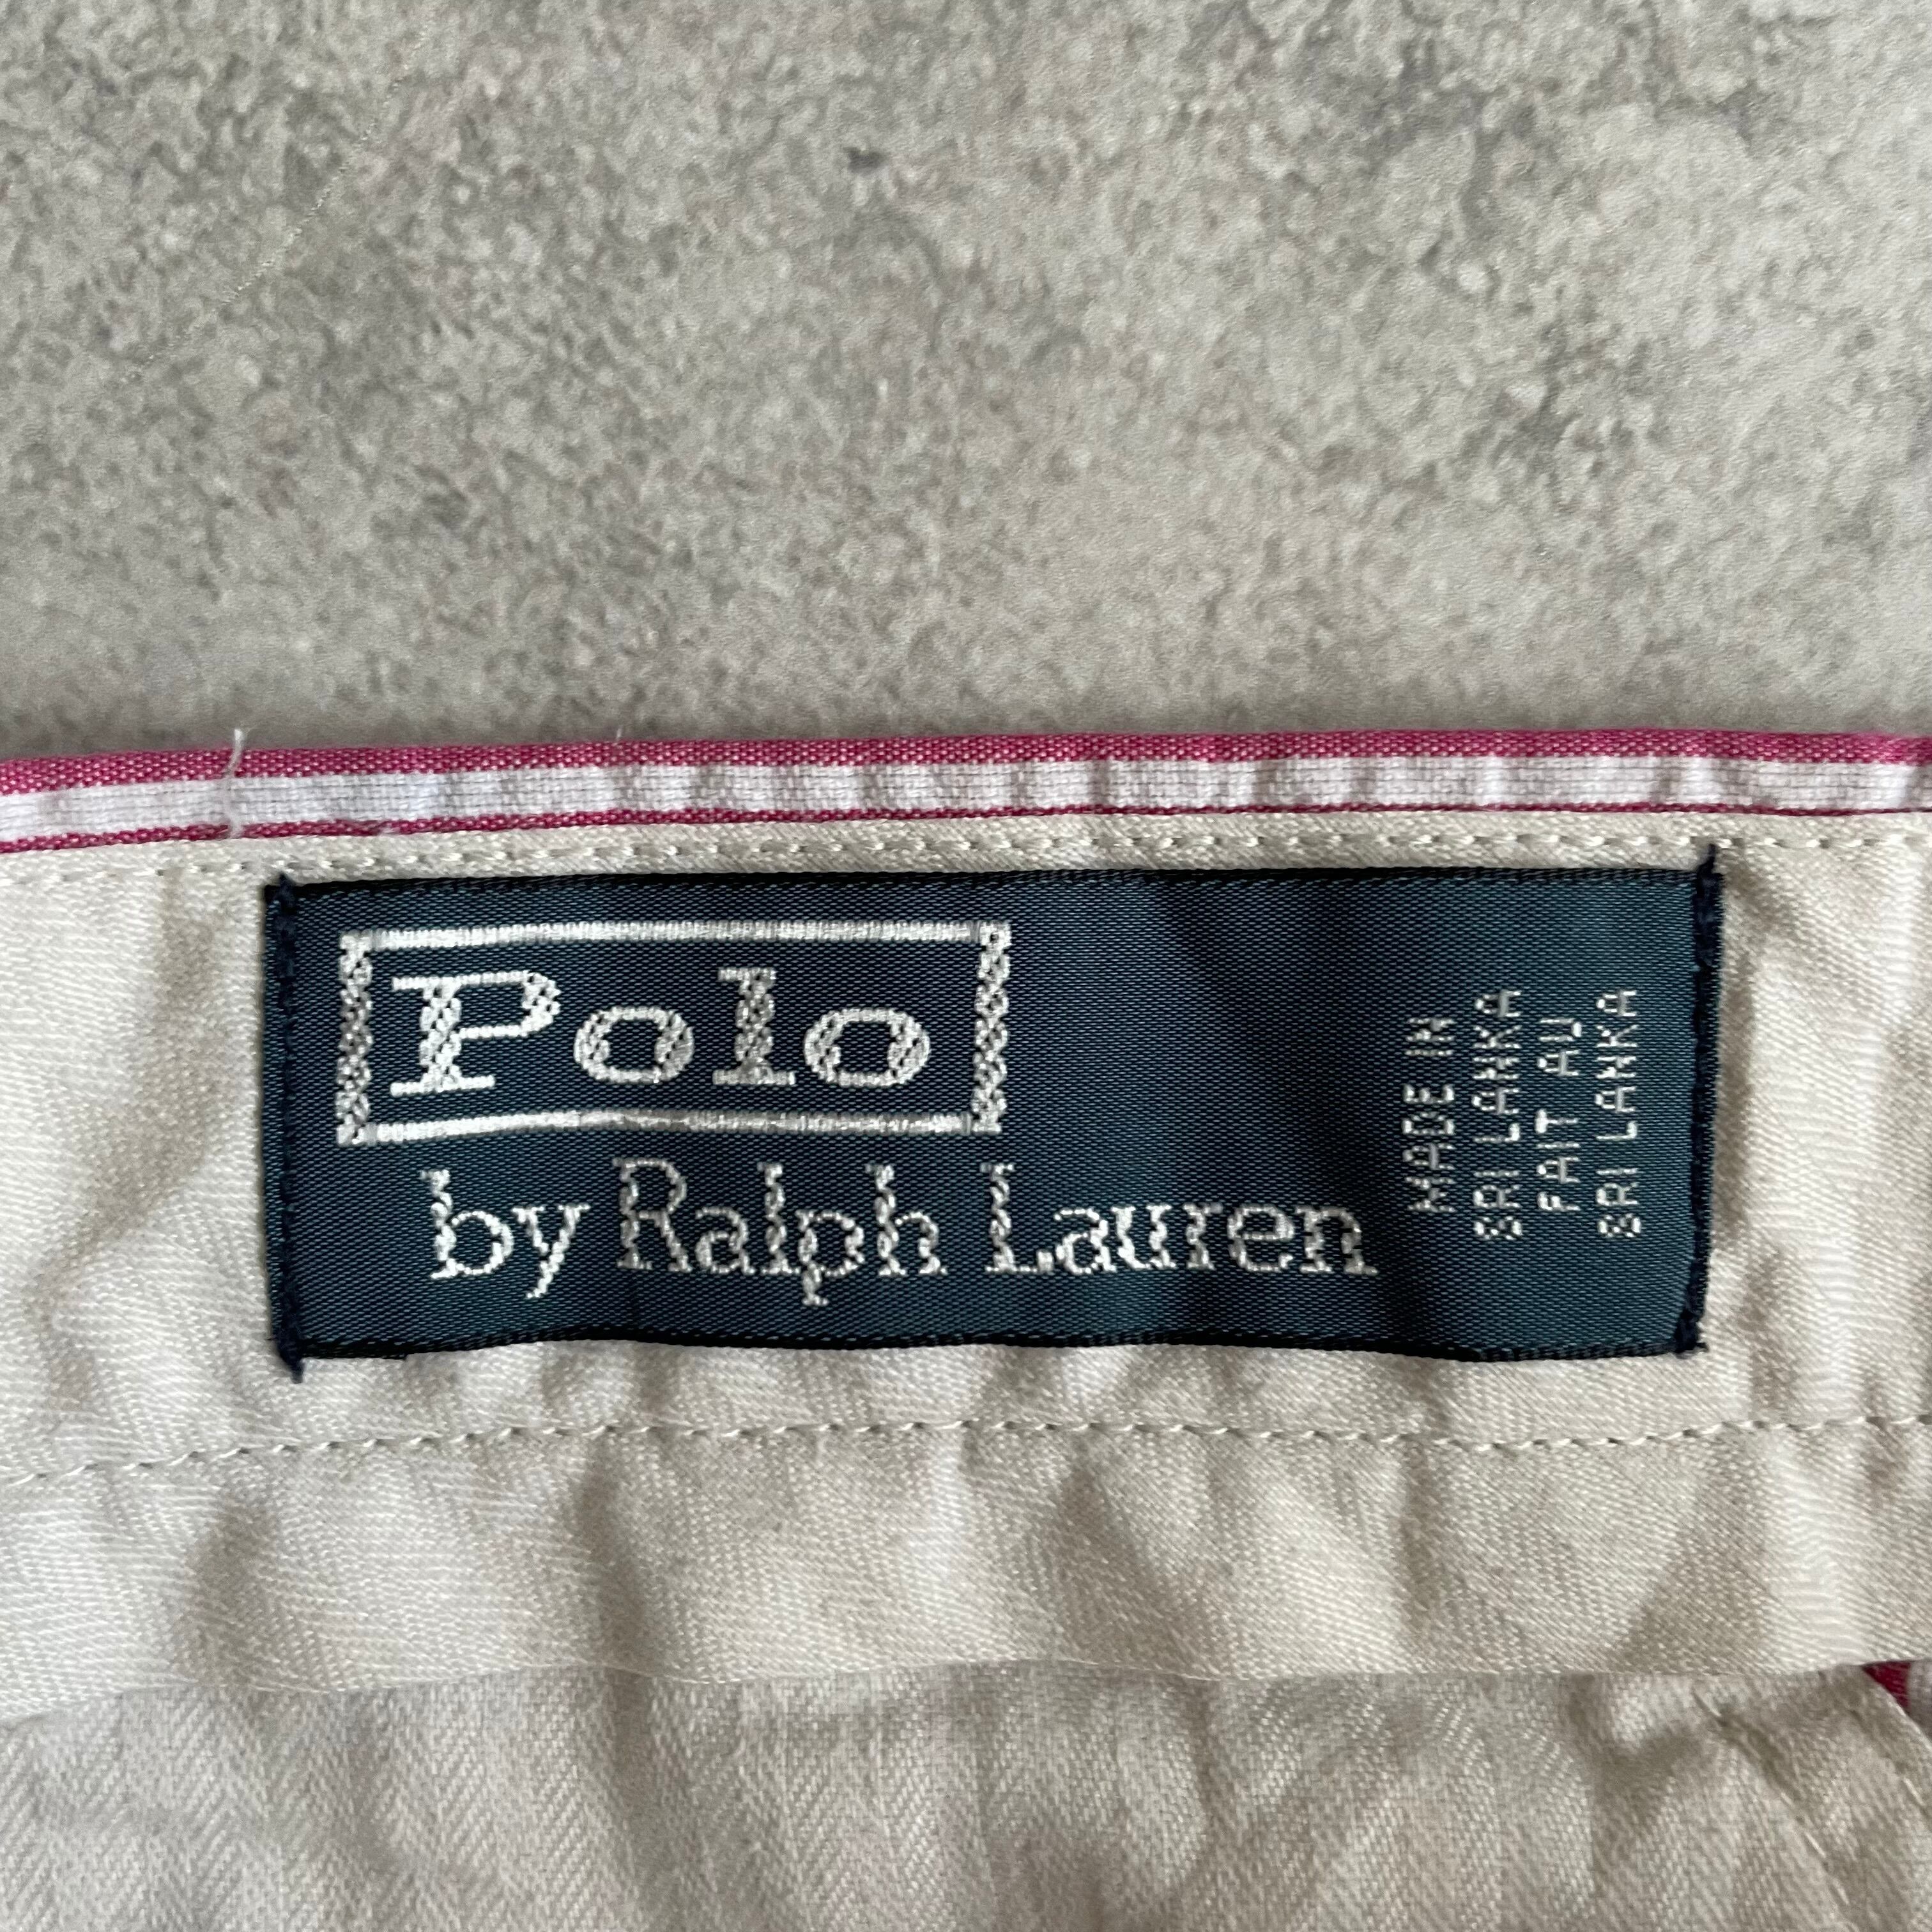 Polo
by Ralph Lauren
MADE IN
SRI LANKA
FAIT AU
SRI LANKA